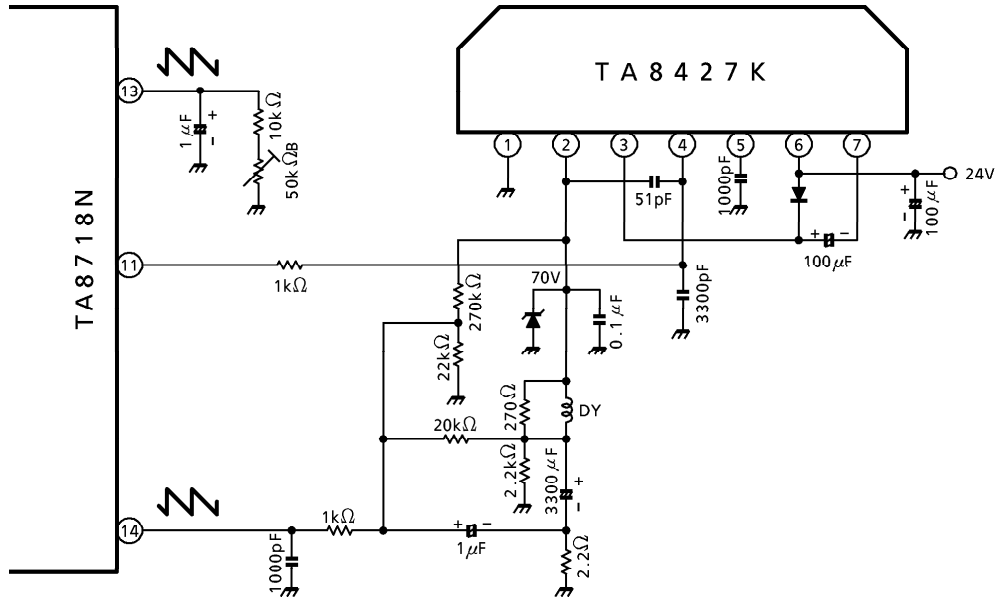 TA8427K
1
2
3
4
5
6
7
13
10kΩ
+
1μF
-
50kΩB
51pF
1000pF
24V
+
100μF
-
TA8718N
+ -
100μF
11
1kΩ
270kΩ
70V
0.1μF
3300pF
22kΩ
270Ω
DY
20kΩ
2.2kΩ
3300μF
+
-
14
1kΩ
+ -
1μF
1000pF
2.2Ω